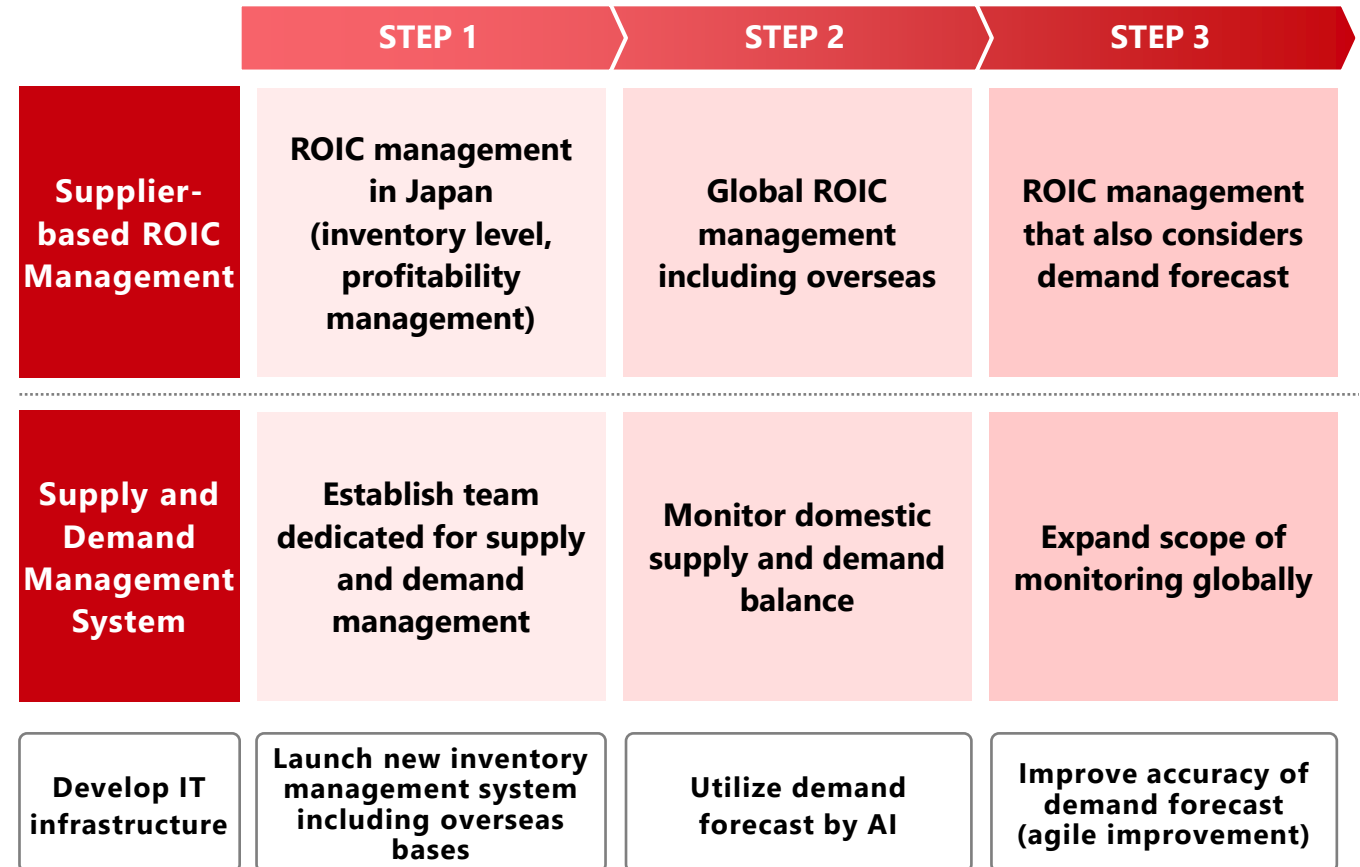 STEP 1
STEP 2
STEP 3
Supplier-
based ROIC
Management
ROIC management
in Japan
(inventory level,
profitability
management)
Global ROIC
management
including overseas
ROIC management
that also considers
demand forecast
Supply and
Demand
Management
System
Establish team
dedicated for supply
and demand
management
Monitor domestic
supply and demand
balance
Expand scope of
monitoring globally
Develop IT
infrastructure
Launch new inventory
management system
including overseas
bases
Utilize demand
forecast by AI
Improve accuracy of
demand forecast
(agile improvement)